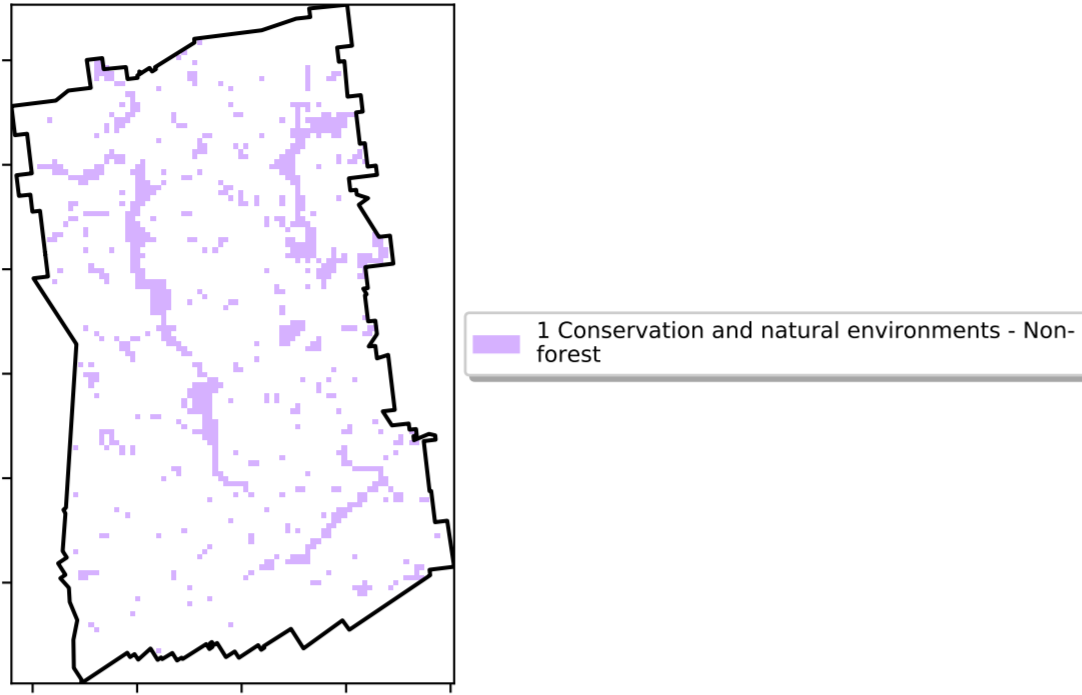 1 Conservation and natural environments - Non-
forest